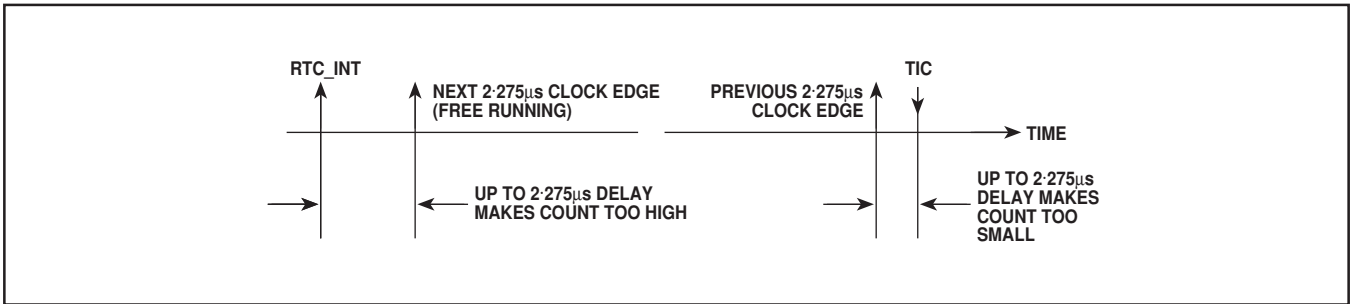 RTC_INT
NEXT 2·275µs CLOCK EDGE
(FREE RUNNING)
PREVIOUS 2·275µs
CLOCK EDGE
TIC
TIME
UP TO 2·275µs DELAY
MAKES COUNT TOO HIGH
UP TO 2·275µs
DELAY MAKES
COUNT TOO
SMALL